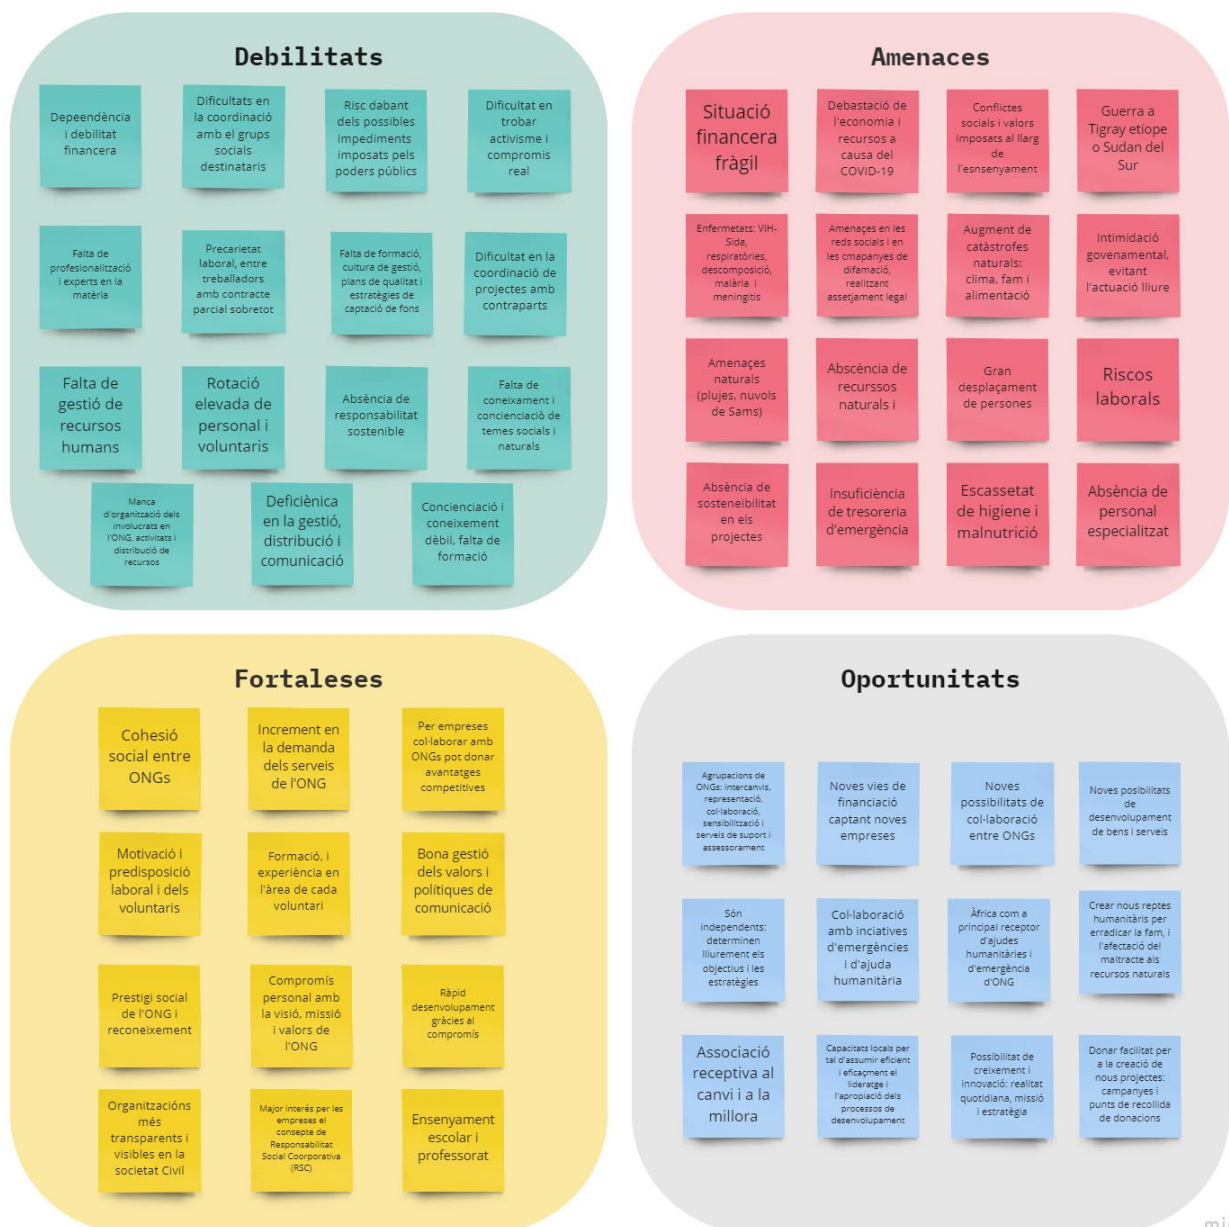 Debilitats
Depeendència
i debilitat
financera
Dificultats en
la coordinació
amb el grups
socials
destinataris
Risc dabant
dels possibles
impediments
imposats pels
poders públics
Dificultat en
trobar
activisme i
compromis
real
Falta de
profesionalització
i experts en la
matèria
Precarietat
laboral, entre
treballadors
amb contracte
parcial sobretot
Falta de formació,
cultura de gestió,
plans de qualitat i
estratègies de
captació de fons
Dificultat en la
coordinació de
projectes amb
contraparts
Falta de
gestió de
recursos
humans
Rotació
elevada de
personal i
voluntaris
Absència de
responsabilitat
sostenible
Falta de
coneixament i
concienciaciò de
temes socials i
naturals
Manca
d'organització dels
involucrats en
l'ONG, activitats i
distribució de
recursos
Deficiènica
en la gestió,
distribució i
comunicació
Concienciació i
coneixement
dèbil, falta de
formació
Amenaces
Situació
financera
fràgil
Debastació de
l'economia i
recursos a
causa del
COVID-19
Conflictes
socials i valors
imposats al llarg
de
l'esnsenyament
Guerra a
Tigray etíope
o Sudan del
Sur
Enfermetats: VIH-
Sida,
respiratòries,
descomposició,
malària i
meningitis
Amenaçes en les
reds socials i en
les cmapanyes de
difamació,
realitzant
assetjament legal
Augment de
catàstrofes
naturals:
clima, fam i
alimentació
Intimidació
govenamental,
evitant
l'actuació lliure
Amenaçes
naturals
(plujes, nuvols
de Sams)
Abscència de
recurssos
naturals i
Gran
desplaçament
de persones
Riscos
laborals
Absència de
sosteneibilitat
en els
projectes
Insuficiència
de tresoreria
d'emergència
Escassetat
de higiene i
malnutrició
Absència de
personal
especialitzat
Fortaleses
Cohesió
social entre
ONGs
Increment en
la demanda
dels serveis
de l'ONG
Per empreses
col·laborar amb
ONGs pot donar
avantatges
competitives
Motivació i
predisposició
laboral i dels
voluntaris
Formació, i
experiència en
l'àrea de cada
voluntari
Bona gestió
dels valors i
polítiques de
comunicació
Prestigi social
de l'ONG i
reconeixement
Compromís
personal amb
la visió, missió
i valors de
l'ONG
Ràpid
desenvolupament
gràcies al
compromís
Organitzacións
més
transparents i
visibles en la
societat Civil
Major interés per les
empreses el
consepte de
Responsabilitat
Social Coorporativa
(RSC)
Ensenyament
escolar i
professorat
Oportunitats
Agrupacions de
ONGs: intercanvis,
representació,
col·laboració,
sensibilització i
serveis de suport i
assessorament
Noves vies de
financiació
captant noves
empreses
Noves
possibilitats de
col·laboració
entre ONGs
Noves posibilitats
de
desenvolupament
de bens i serveis
Són
independents:
determinen
lliurement els
objectius i les
estratègies
Col·laboració
amb inciatives
d'emergències
i d'ajuda
humanitària
Àfrica com a
principal receptor
d'ajudes
humanitàries i
d'emergència
d'ONG
Crear nous reptes
humanitàris per
erradicar la fam, i
l'afectació del
maltracte als
recursos naturals
Associació
receptiva al
canvi i a la
millora
Capacitats locals per
tal d'assumir eficient
i eficaçment el
lideratge i
l'apropiació dels
processos de
desenvolupament
Possibilitat de
creixement i
innovació: realitat
quotidiana, missió
i estratègia
Donar facilitat per
a la creació de
nous projectes:
campanyes i
punts de recollida
de donacions